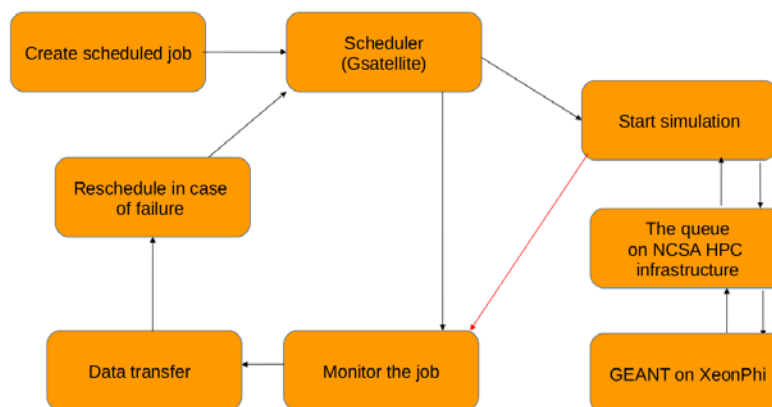 Create scheduled job
Scheduler
(Gsatellite)
Start simulation
Reschedule in case
of failure
The queue
on NCSA HPC
infrastructure
Data transfer
Monitor the job
GEANT on XeonPhi